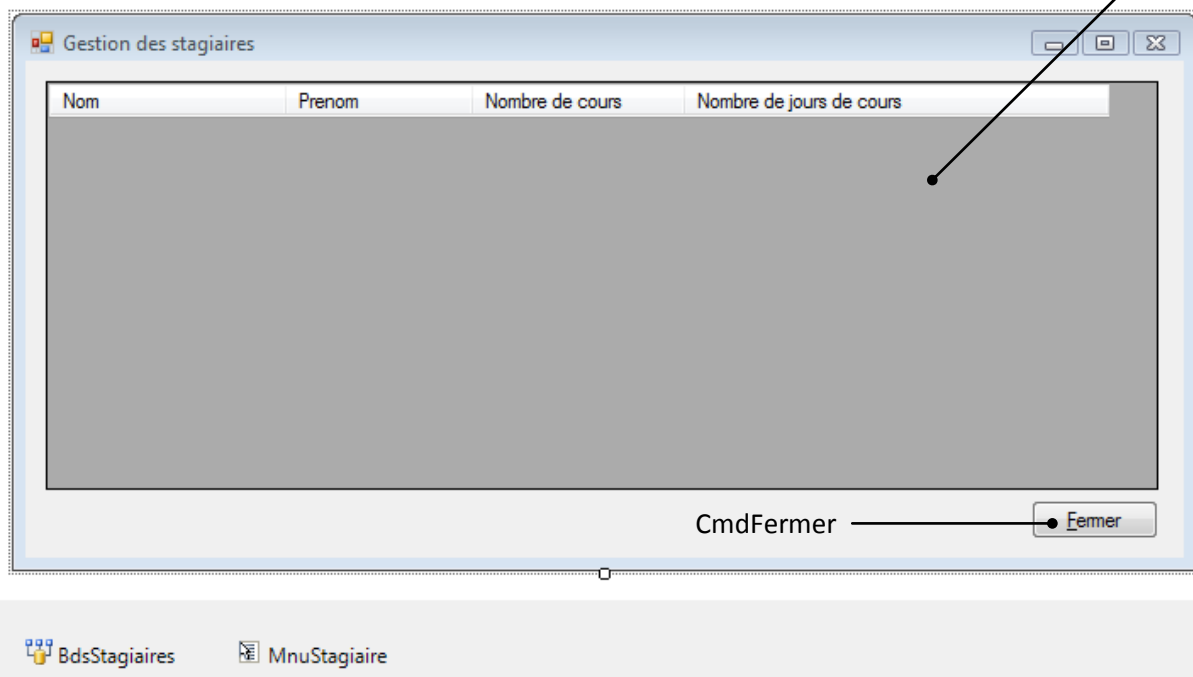 Gestion des stagiaires
Nom Prenom Nombre de cours Nombre de jours de cours
CmdFermer Fermer
BdsStagiaires MnuStagiaire